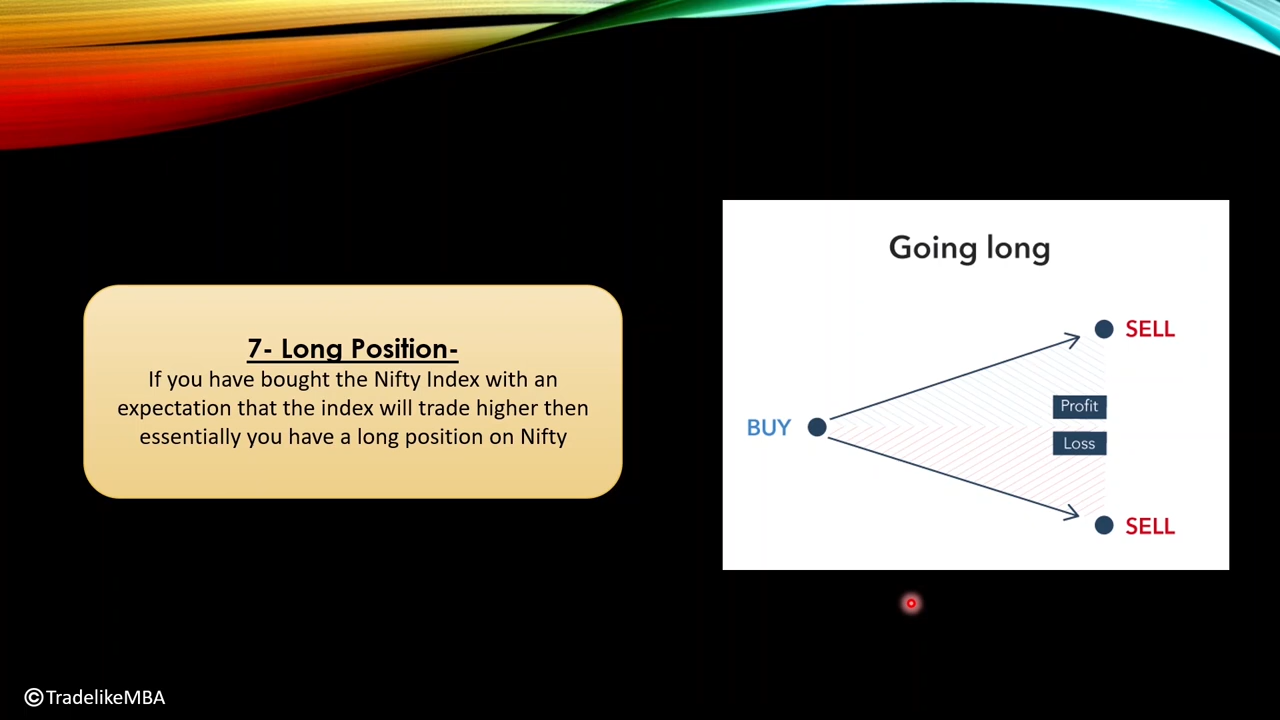 7- Long Position-
If you have bought the Nifty Index with an
expectation that the index will trade higher then
essentially you have a long position on Nifty
Going long
SELL
Profit
BUY
Loss
SELL
©TradelikeMBA